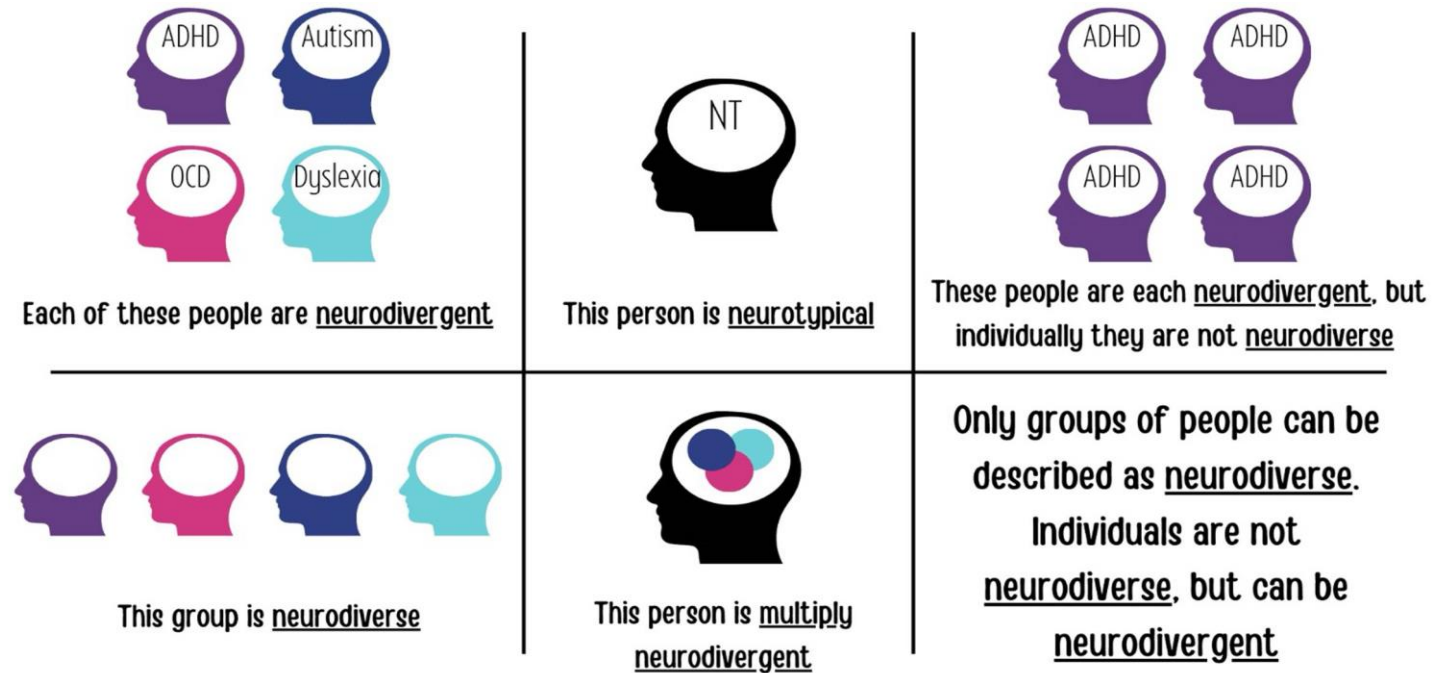 ADHD
Autism
OCD
Dyslexia
Each of these people are neurodivergent
NT
This person is neurotypical
ADHD
ADHD
ADHD
ADHD
These people are each neurodivergent, but
individually they are not neurodiverse
This group is neurodiverse
This person is multiply
neurodivergent
Only groups of people can be
described as neurodiverse.
Individuals are not
neurodiverse, but can be
neurodivergent